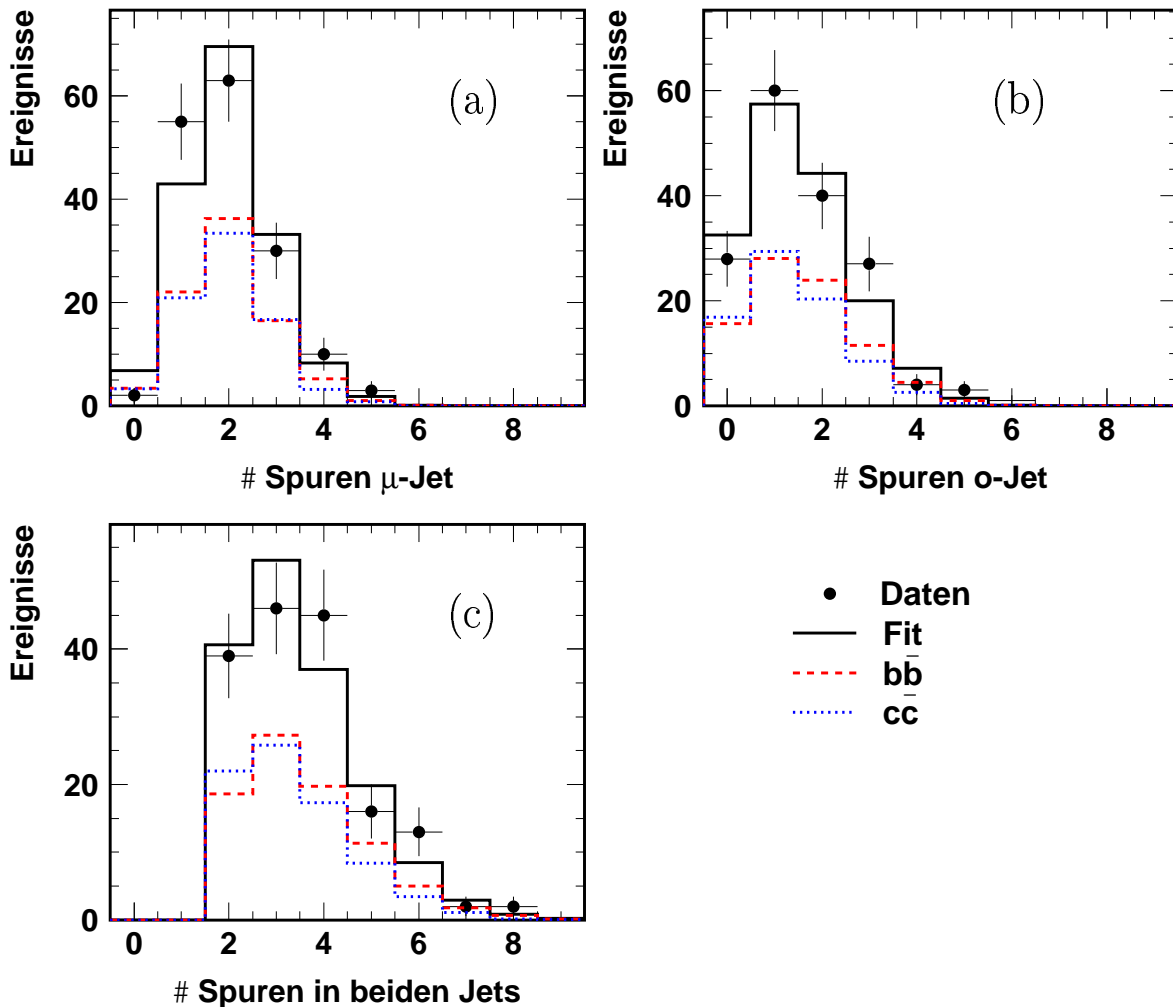 Ereignisse
60
40
20
0
(a)
0 2 4 6 8
# Spuren μ-Jet
Ereignisse
60
40
20
0
(b)
0 2 4 6 8
# Spuren o-Jet
Ereignisse
40
20
0
(c)
0 2 4 6 8
# Spuren in beiden Jets
Daten
Fit
bb̄
cc̄